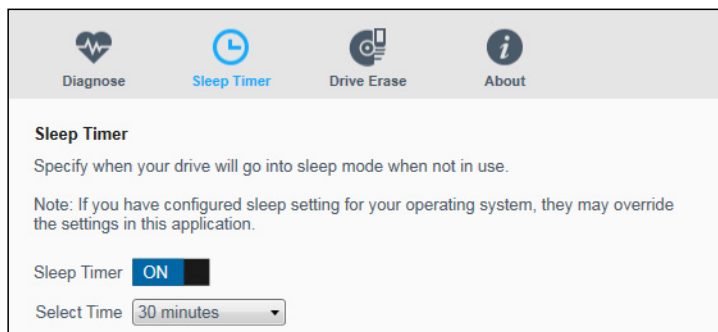 Diagnose Sleep Timer Drive Erase About
Sleep Timer
Specify when your drive will go into sleep mode when not in use.
Note: If you have configured sleep setting for your operating system, they may override
the settings in this application.
Sleep Timer ON
Select Time 30 minutes